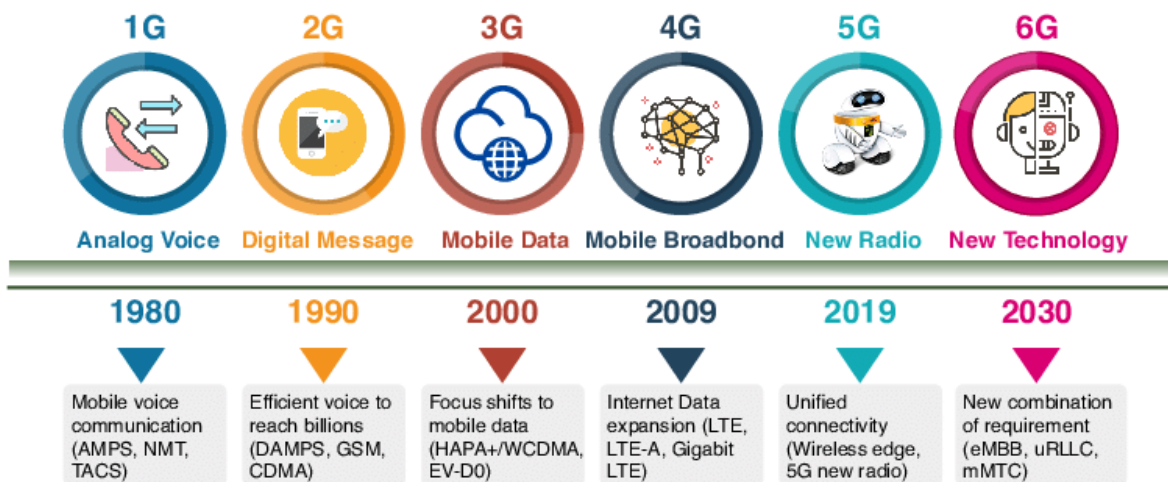 1G 2G 3G 4G 5G 6G
Analog Voice Digital Message Mobile Data Mobile Broadbond New Radio New Technology
1980 1990 2000 2009 2019 2030
Mobile voice
communication
(AMPS, NMT,
TACS)
Efficient voice to
reach billions
(DAMPS, GSM,
CDMA)
Focus shifts to
mobile data
(HAPA+/WCDMA,
EV-D0)
Internet Data
expansion (LTE,
LTE-A, Gigabit
LTE)
Unified
connectivity
(Wireless edge,
5G new radio)
New combination
of requirement
(eMBB, uRLLC,
mMTC)